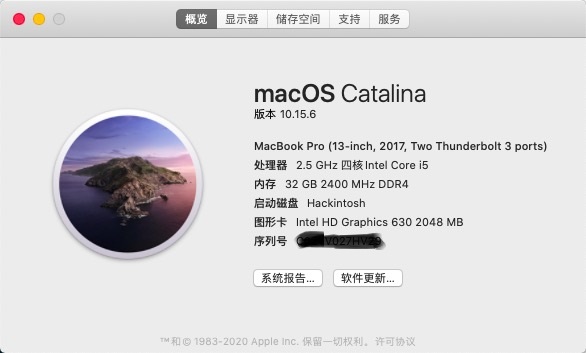 概览 显示器 储存空间 支持 服务
macOS Catalina
版本 10.15.6
MacBook Pro (13-inch, 2017, Two Thunderbolt 3 ports)
处理器 2.5 GHz 四核Intel Core i5
内存 32 GB 2400 MHz DDR4
启动磁盘 Hackintosh
图形卡 Intel HD Graphics 630 2048 MB
序列号
系统报告... 软件更新...
™和© 1983-2020 Apple Inc. 保留一切权利。许可协议